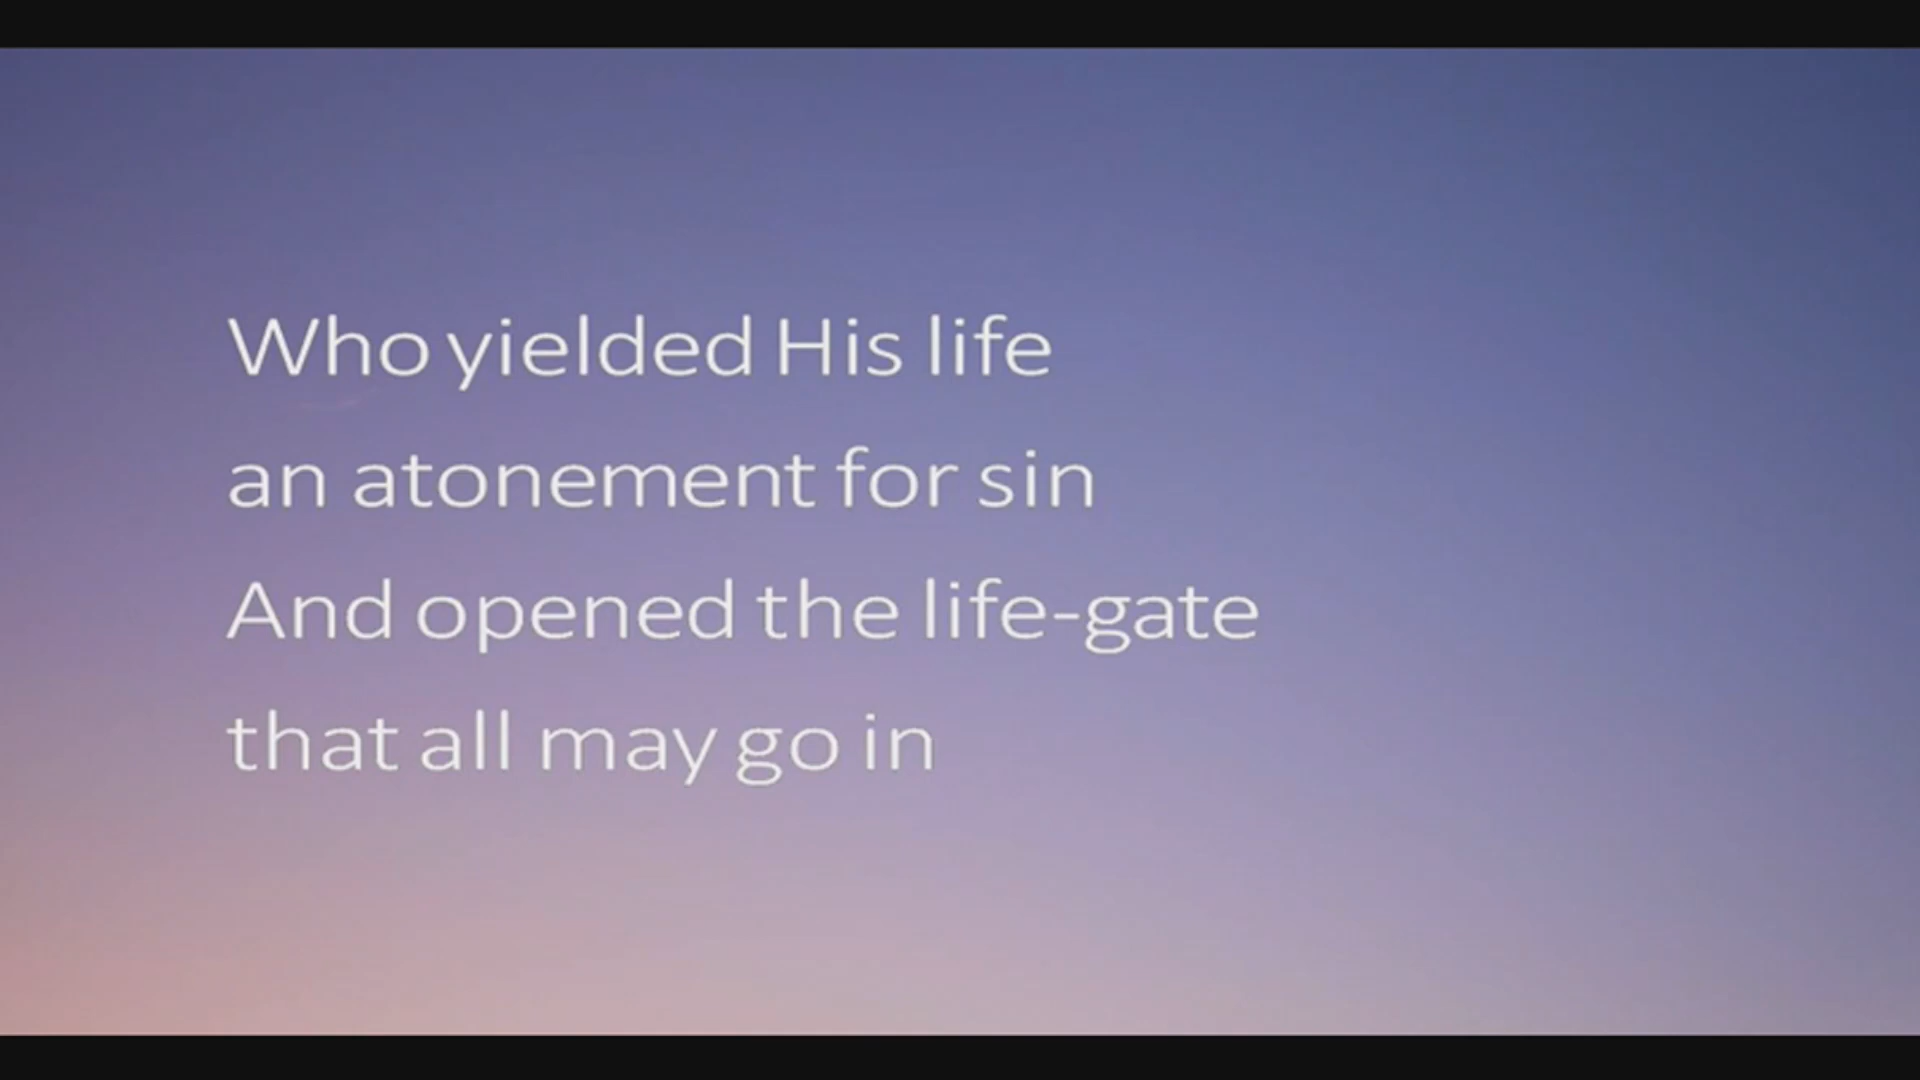 Who yielded His life
an atonement for sin
And opened the life-gate
that all may go in